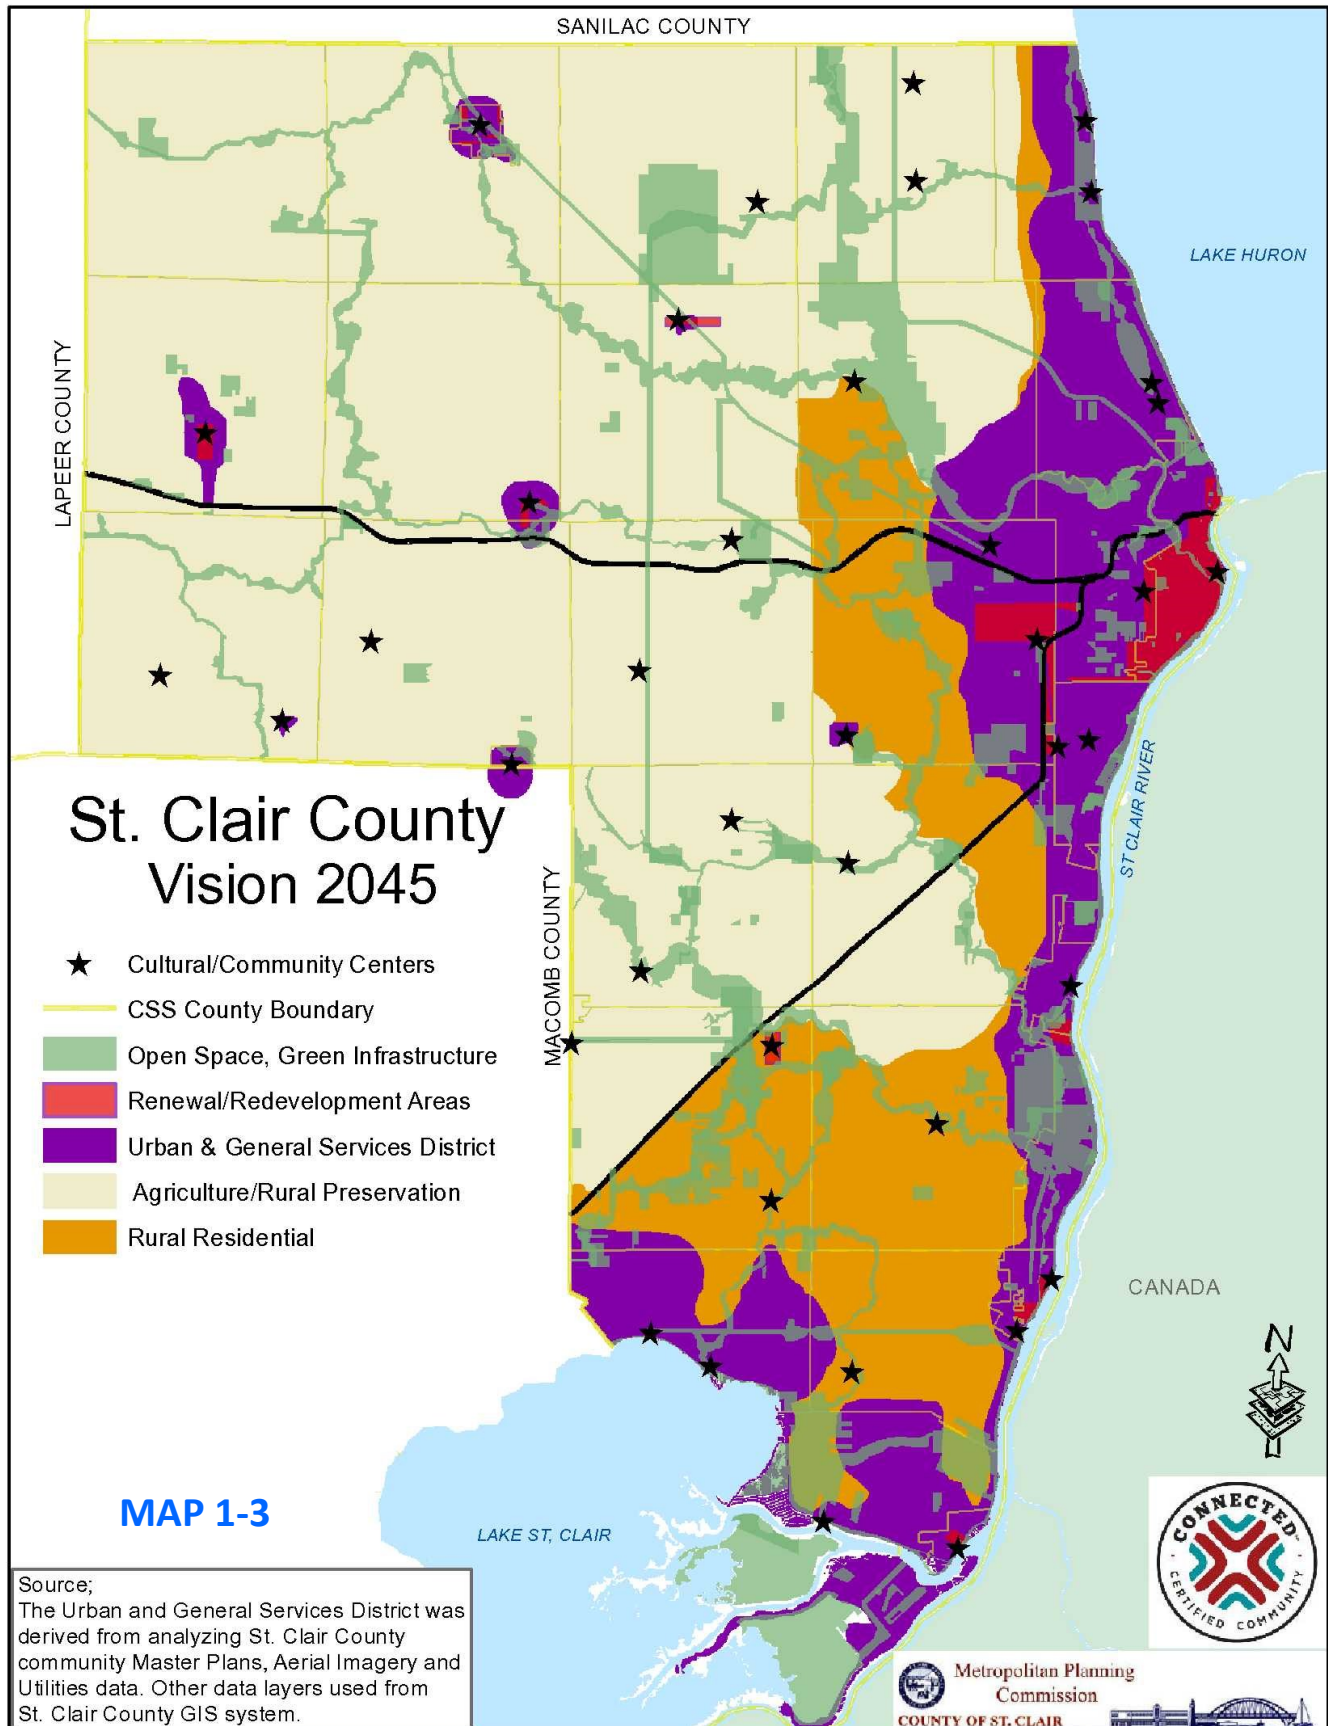 SANILAC COUNTY
LAKE HURON
LAPEER COUNTY
St. Clair County
Vision 2045
ST CLAIR RIVER
MACOMB COUNTY
Cultural/Community Centers
CSS County Boundary
Open Space, Green Infrastructure
Renewal/Redevelopment Areas
Urban & General Services District
Agriculture/Rural Preservation
Rural Residential
CANADA
N
MAP 1-3
LAKE ST, CLAIR
CONNECTED
CERTIFIED COMMUNITY
Source;
The Urban and General Services District was
derived from analyzing St. Clair County
community Master Plans, Aerial Imagery and
Utilities data. Other data layers used from
St. Clair County GIS system.
Metropolitan Planning
Commission
COUNTY OF ST. CLAIR